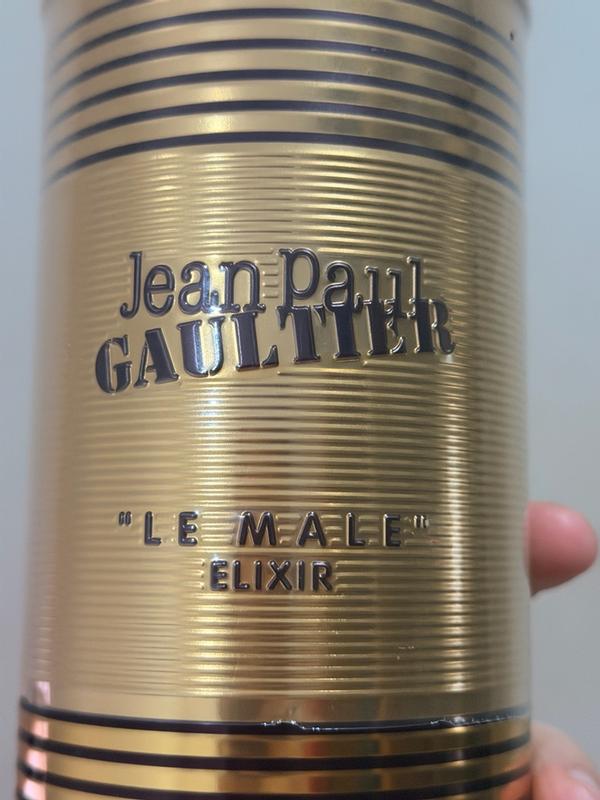 Jean Paul
GAULTIER
"LE MALE"
ELIXIR